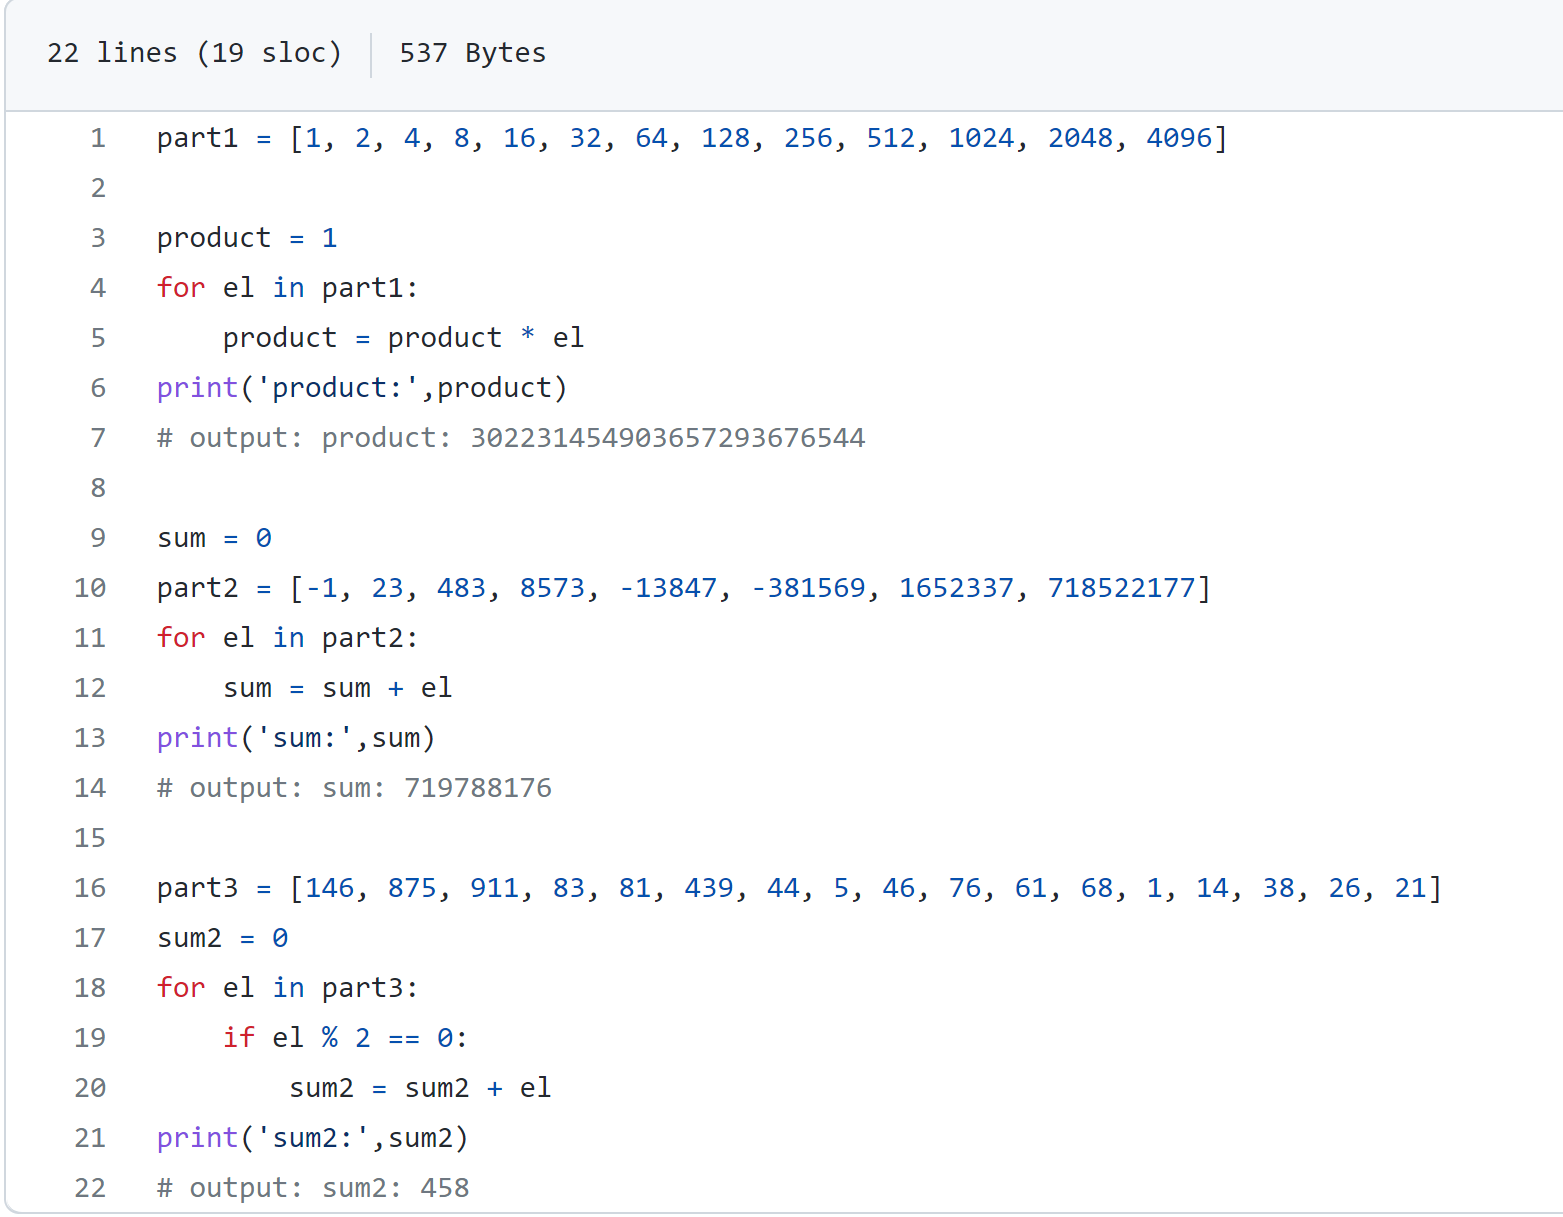 22 lines (19 sloc) 537 Bytes
1 part1 = [1, 2, 4, 8, 16, 32, 64, 128, 256, 512, 1024, 2048, 4096]
2
3 product = 1
4 for el in part1:
5     product = product * el
6 print('product:',product)
7 # output: product: 302231454903657293676544
8
9 sum = 0
10 part2 = [-1, 23, 483, 8573, -13847, -381569, 1652337, 718522177]
11 for el in part2:
12     sum = sum + el
13 print('sum:',sum)
14 # output: sum: 719788176
15
16 part3 = [146, 875, 911, 83, 81, 439, 44, 5, 46, 76, 61, 68, 1, 14, 38, 26, 21]
17 sum2 = 0
18 for el in part3:
19     if el % 2 == 0:
20         sum2 = sum2 + el
21 print('sum2:',sum2)
22 # output: sum2: 458